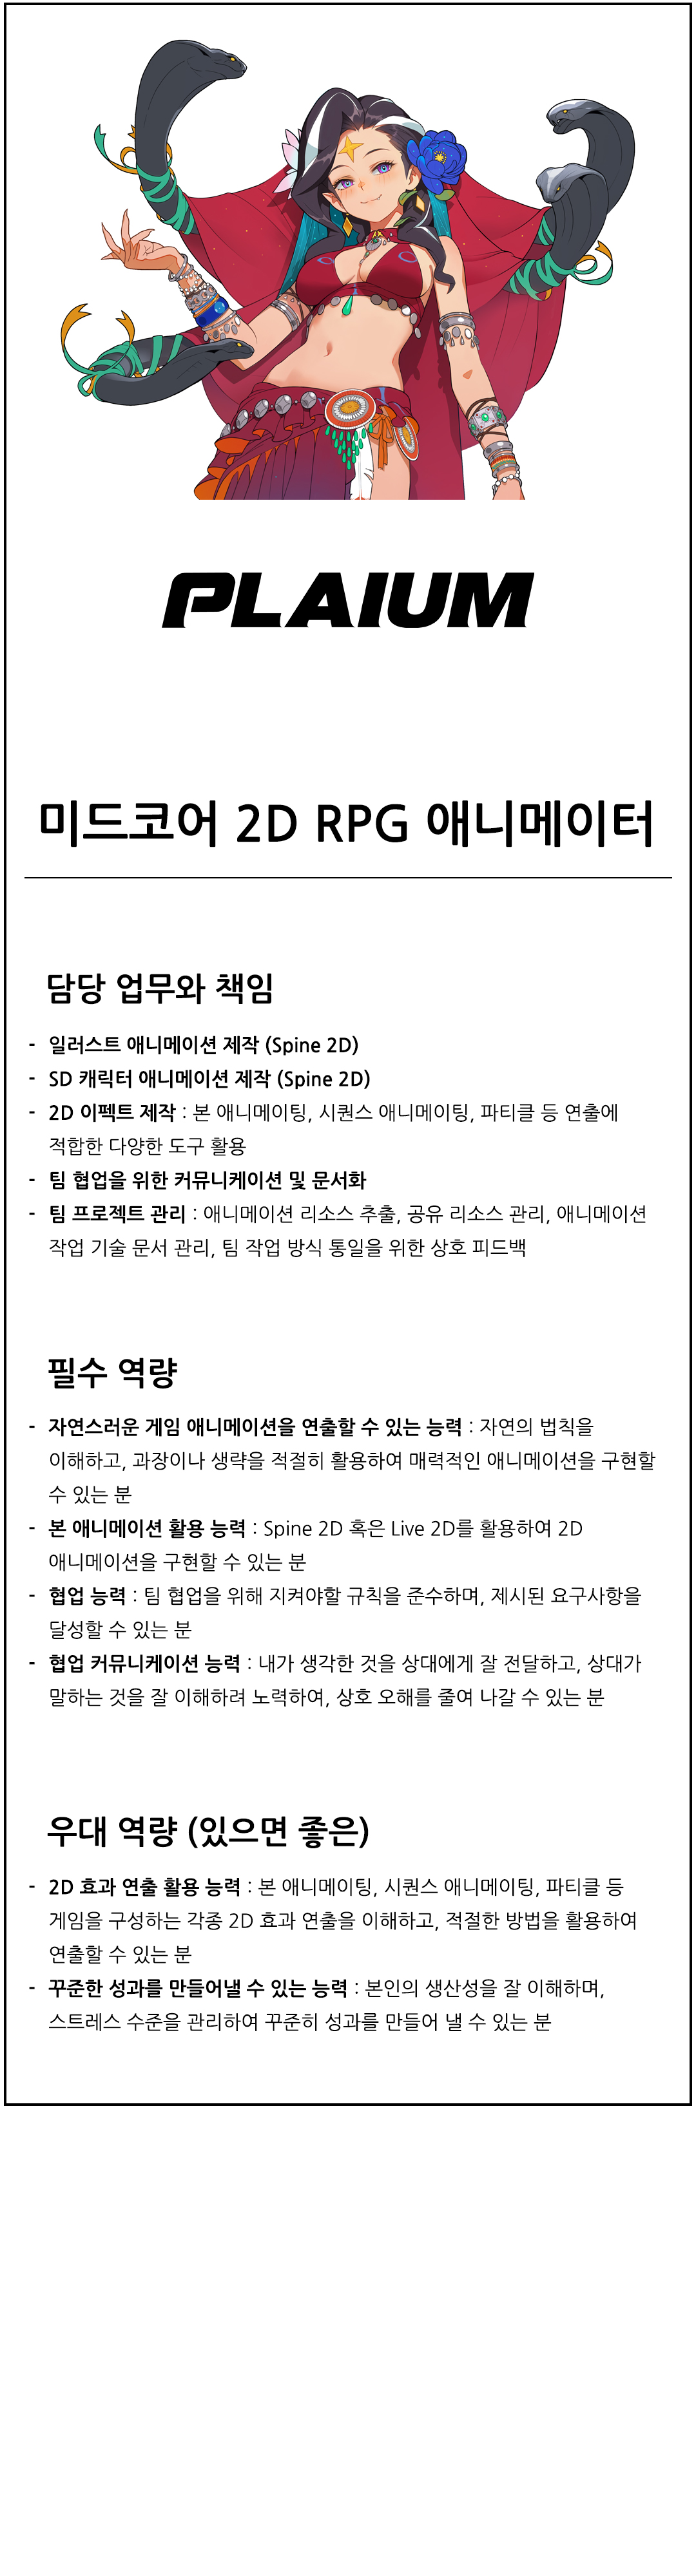 PLAIUM
미드코어 2D RPG 애니메이터
담당 업무와 책임
- 일러스트 애니메이션 제작 (Spine 2D)
- SD 캐릭터 애니메이션 제작 (Spine 2D)
- 2D 이펙트 제작 : 본 애니메이팅, 시퀀스 애니메이팅, 파티클 등 연출에
적합한 다양한 도구 활용
- 팀 협업을 위한 커뮤니케이션 및 문서화
- 팀 프로젝트 관리 : 애니메이션 리소스 추출, 공유 리소스 관리, 애니메이션
작업 기술 문서 관리, 팀 작업 방식 통일을 위한 상호 피드백
필수 역량
- 자연스러운 게임 애니메이션을 연출할 수 있는 능력 : 자연의 법칙을
이해하고, 과장이나 생략을 적절히 활용하여 매력적인 애니메이션을 구현할
수 있는 분
- 본 애니메이션 활용 능력 : Spine 2D 혹은 Live 2D를 활용하여 2D
애니메이션을 구현할 수 있는 분
- 협업 능력 : 팀 협업을 위해 지켜야할 규칙을 준수하며, 제시된 요구사항을
달성할 수 있는 분
- 협업 커뮤니케이션 능력 : 내가 생각한 것을 상대에게 잘 전달하고, 상대가
말하는 것을 잘 이해하려 노력하여, 상호 오해를 줄여 나갈 수 있는 분
우대 역량 (있으면 좋은)
- 2D 효과 연출 활용 능력 : 본 애니메이팅, 시퀀스 애니메이팅, 파티클 등
게임을 구성하는 각종 2D 효과 연출을 이해하고, 적절한 방법을 활용하여
연출할 수 있는 분
- 꾸준한 성과를 만들어낼 수 있는 능력 : 본인의 생산성을 잘 이해하며,
스트레스 수준을 관리하여 꾸준히 성과를 만들어 낼 수 있는 분